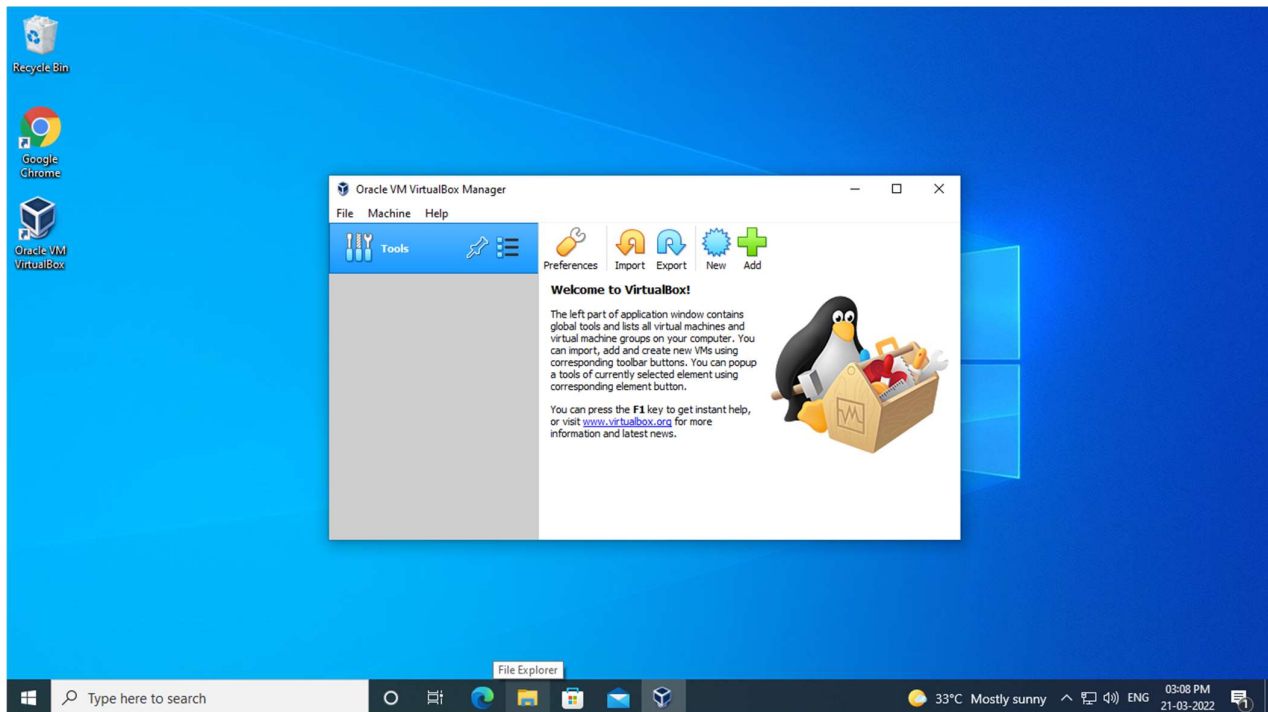 Recycle Bin
Google
Chrome
Oracle VM
VirtualBox
Oracle VM VirtualBox Manager
File Machine Help
Tools
Preferences Import Export New Add
Welcome to VirtualBox!
The left part of application window contains
global tools and lists all virtual machines and
virtual machine groups on your computer. You
can import, add and create new VMs using
corresponding toolbar buttons. You can popup
a tools of currently selected element using
corresponding element button.
You can press the F1 key to get instant help,
or visit www.virtualbox.org for more
information and latest news.
File Explorer
Type here to search
33°C Mostly sunny
ENG
03:08 PM
21-03-2022
1